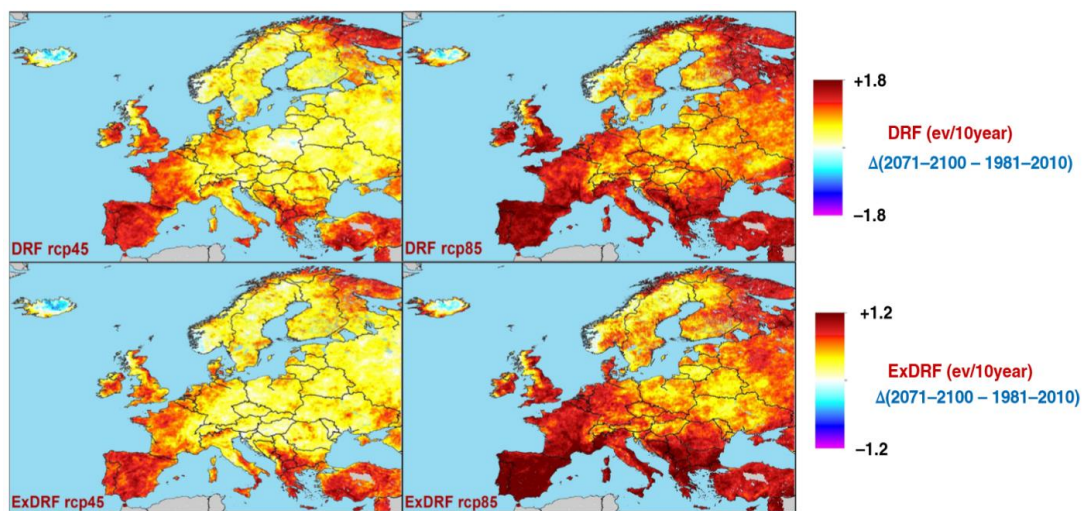 DRF rcp45
DRF rcp85
+1.8
DRF (ev/10year)
Δ(2071–2100 – 1981–2010)
–1.8
ExDRF rcp45
ExDRF rcp85
+1.2
ExDRF (ev/10year)
Δ(2071–2100 – 1981–2010)
–1.2